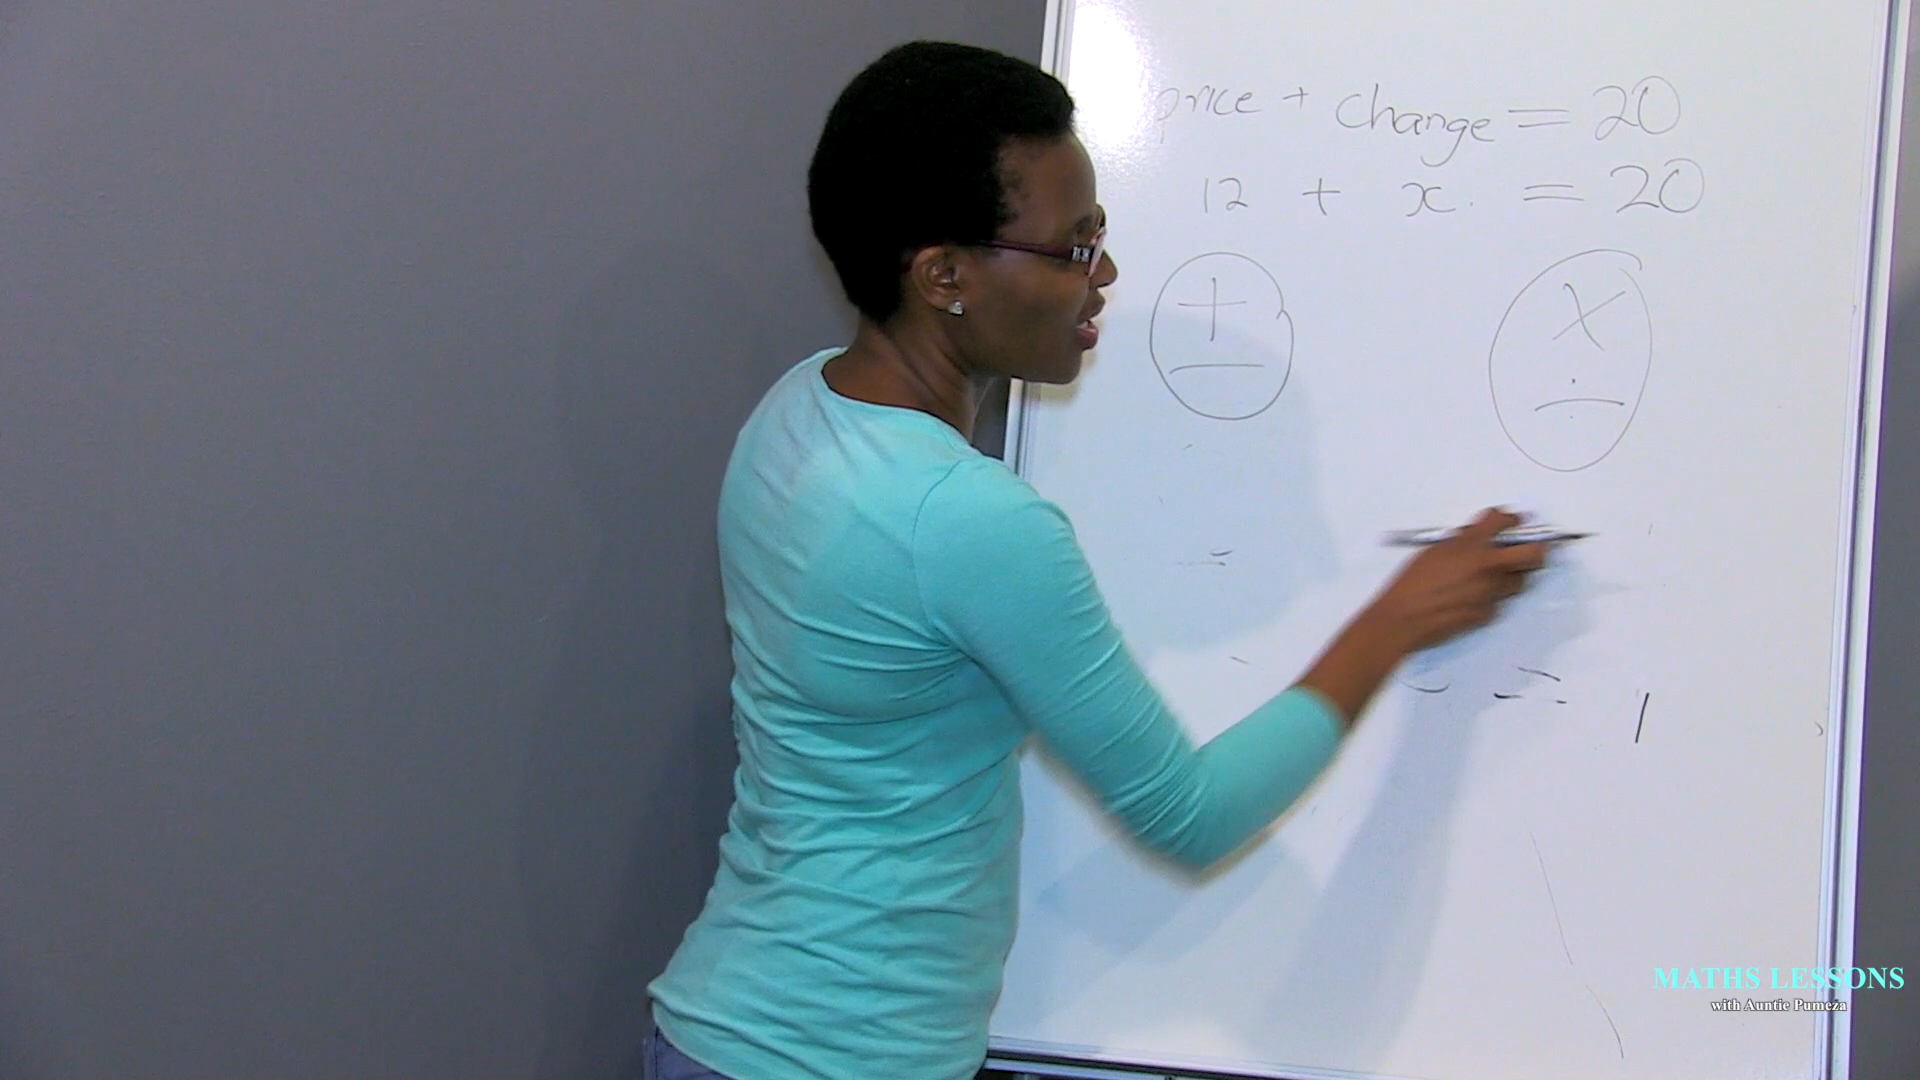 price + change = 20
12 + x = 20
+
−
×
÷
MATHS LESSONS
with Auntie Pumeza